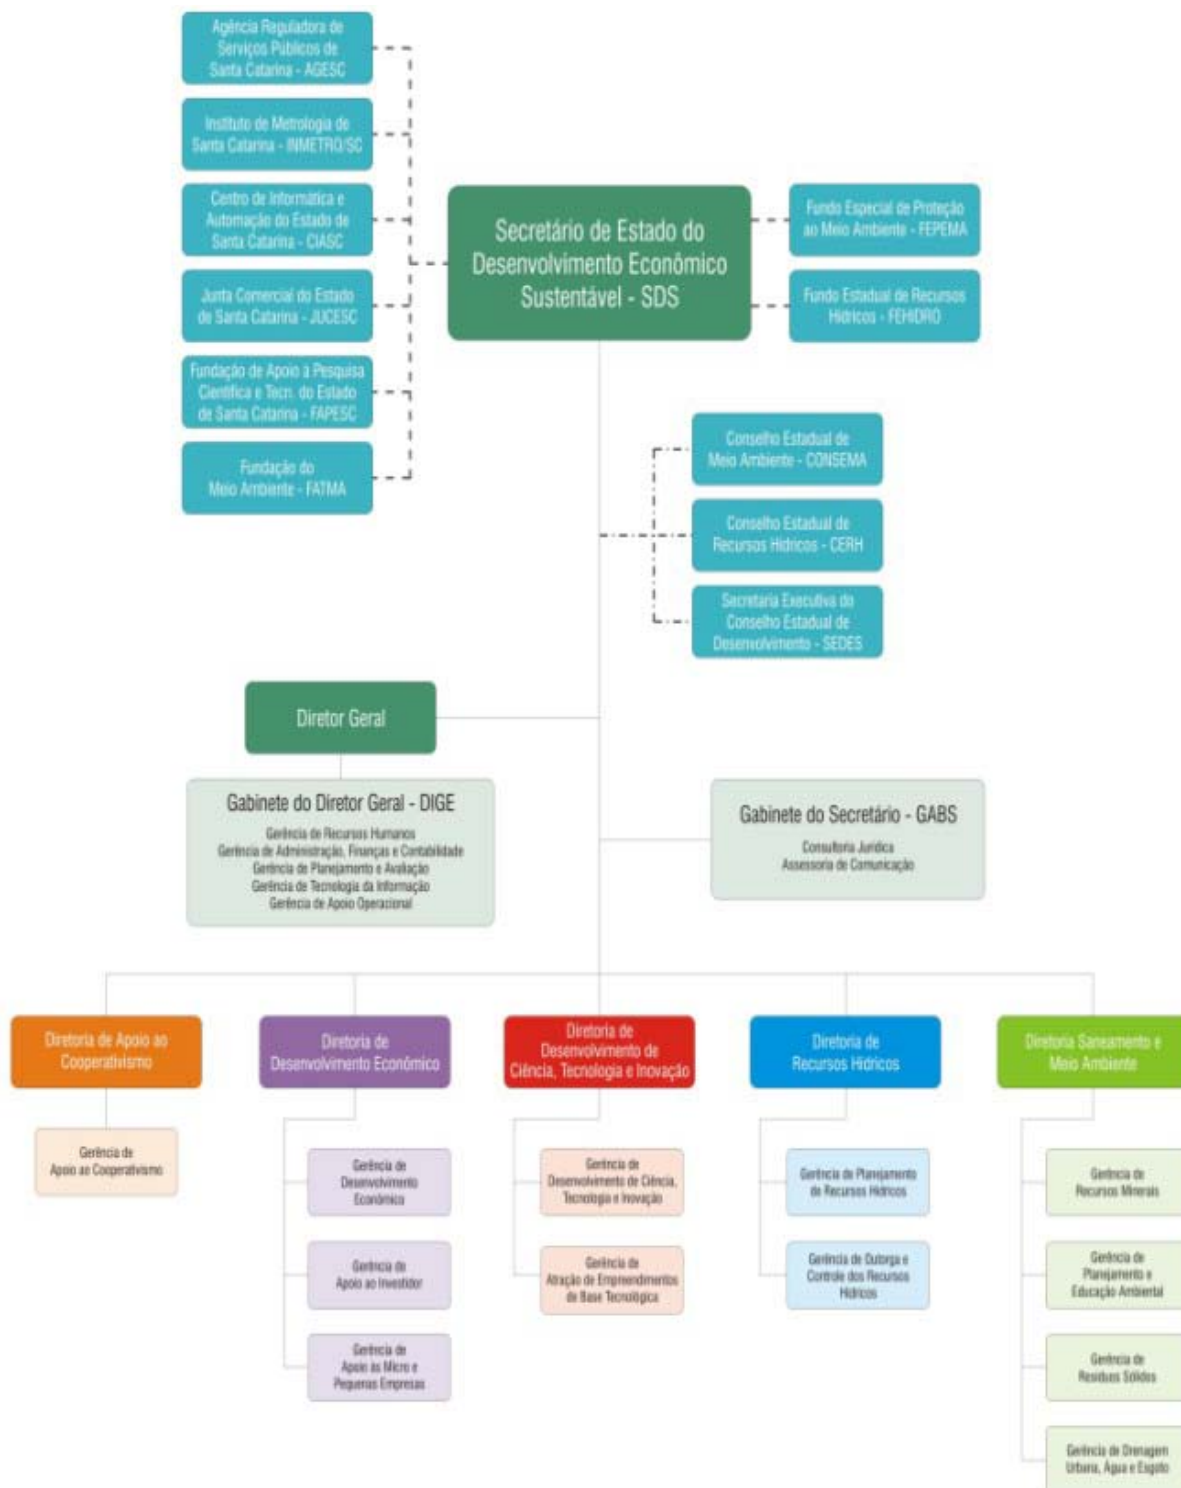 Agência Reguladora de
Serviços Públicos de
Santa Catarina - AGESC
Instituto de Metrologia de
Santa Catarina - INMETRO/SC
Centro de Informática e
Automação do Estado de
Santa Catarina - CIASC
Junta Comercial do Estado
de Santa Catarina - JUCESC
Fundação de Apoio à Pesquisa
Científica e Tecn. do Estado
de Santa Catarina - FAPESC
Fundação do
Meio Ambiente - FATMA
Secretário de Estado do
Desenvolvimento Econômico
Sustentável - SDS
Fundo Especial de Proteção
ao Meio Ambiente - FEPEMA
Fundo Estadual de Recursos
Hídricos - FEHIDRO
Conselho Estadual de
Meio Ambiente - CONSEMA
Conselho Estadual de
Recursos Hídricos - CERH
Secretaria Executiva do
Conselho Estadual de
Desenvolvimento - SEDES
Diretor Geral
Gabinete do Diretor Geral - DIGE
Gerência de Recursos Humanos
Gerência de Administração, Finanças e Contabilidade
Gerência de Planejamento e Avaliação
Gerência de Tecnologia da Informação
Gerência de Apoio Operacional
Gabinete do Secretário - GABS
Consultoria Jurídica
Assessoria de Comunicação
Diretoria de Apoio ao
Cooperativismo
Gerência de
Apoio ao Cooperativismo
Diretoria de
Desenvolvimento Econômico
Gerência de
Desenvolvimento
Econômico
Gerência de
Apoio ao Investidor
Gerência de
Apoio às Micro e
Pequenas Empresas
Diretoria de
Desenvolvimento de
Ciência, Tecnologia e Inovação
Gerência de
Desenvolvimento de Ciência,
Tecnologia e Inovação
Gerência de
Atração de Empreendimentos
de Base Tecnológica
Diretoria de
Recursos Hídricos
Gerência de Planejamento
de Recursos Hídricos
Gerência de Outorga e
Controle dos Recursos
Hídricos
Diretoria Saneamento e
Meio Ambiente
Gerência de
Recursos Minerais
Gerência de
Planejamento e
Educação Ambiental
Gerência de
Resíduos Sólidos
Gerência de Drenagem
Urbana, Água e Esgoto